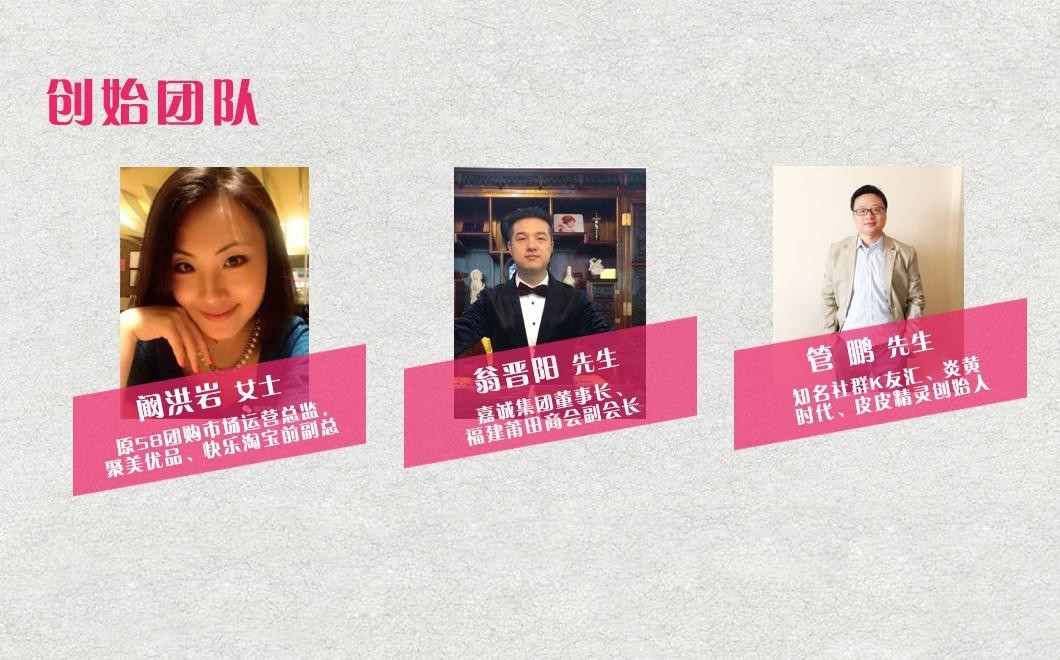 创始团队
阚洪岩 女士
原58团购市场运营总监，
聚美优品、快乐淘宝前副总
翁晋阳 先生
嘉诚集团董事长、
福建莆田商会副会长
管 鹏 先生
知名社群K友汇、炎黄
时代、皮皮精灵创始人